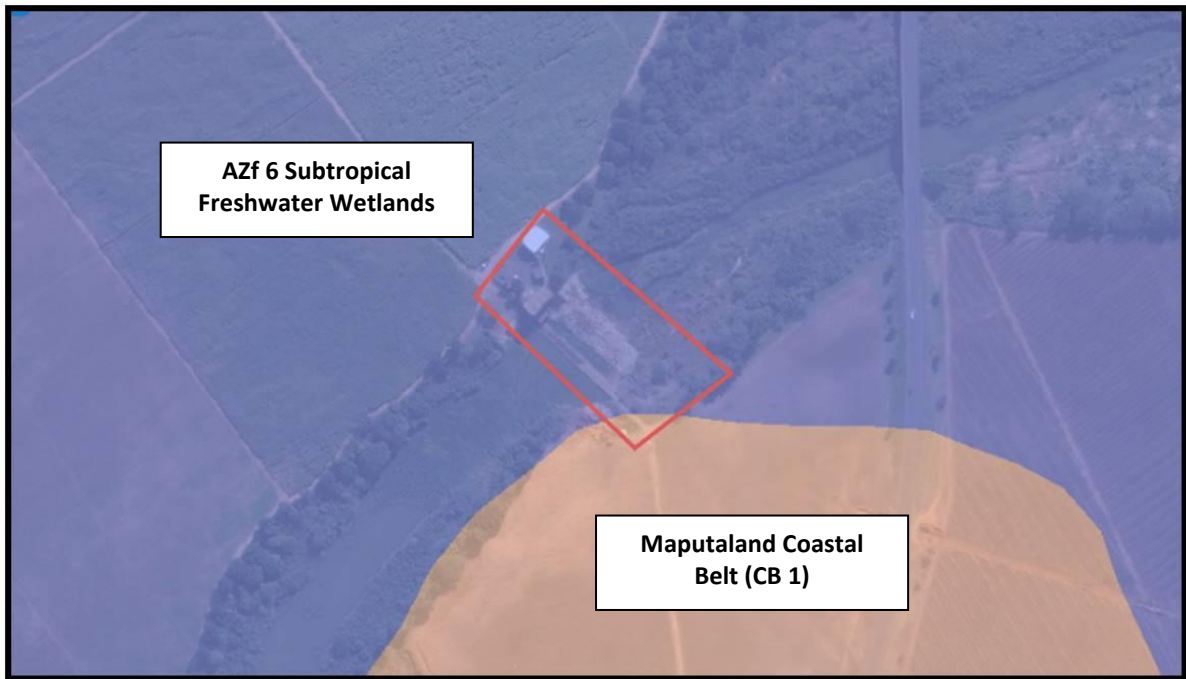 AZf 6 Subtropical
Freshwater Wetlands
Maputaland Coastal
Belt (CB 1)